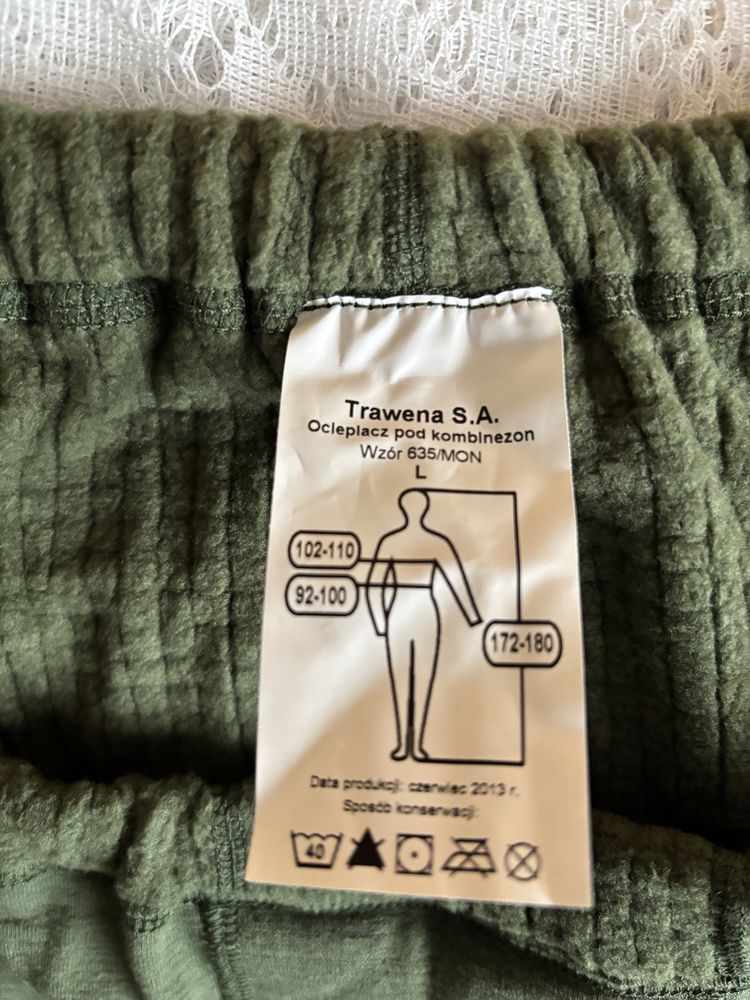 Trawena S.A.
Ocieplacz pod kombinezon
Wzór 635/MON
L
102-110
92-100
172-180
Data produkcji: czerwiec 2013 r.
Sposób konserwacji:
40